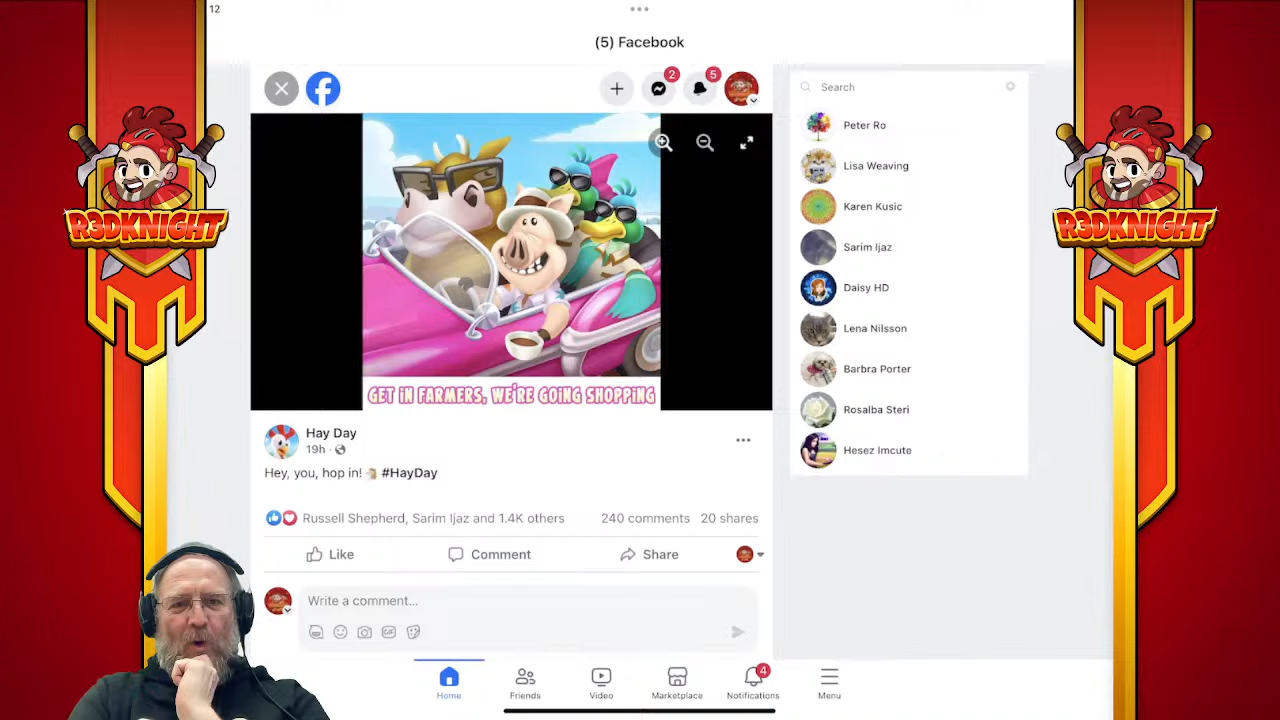 12
(5) Facebook
2
5
Search
Peter Ro
Lisa Weaving
Karen Kusic
Sarim Ijaz
Daisy HD
Lena Nilsson
Barbra Porter
Rosalba Steri
Hesez Imcute
R3DKNIGHT
R3DKNIGHT
GET IN FARMERS, WE'RE GOING SHOPPING
Hay Day
19h ·
Hey, you, hop in! #HayDay
Russell Shepherd, Sarim Ijaz and 1.4K others 240 comments 20 shares
Like Comment Share
Write a comment...
GIF
4
Home Friends Video Marketplace Notifications Menu